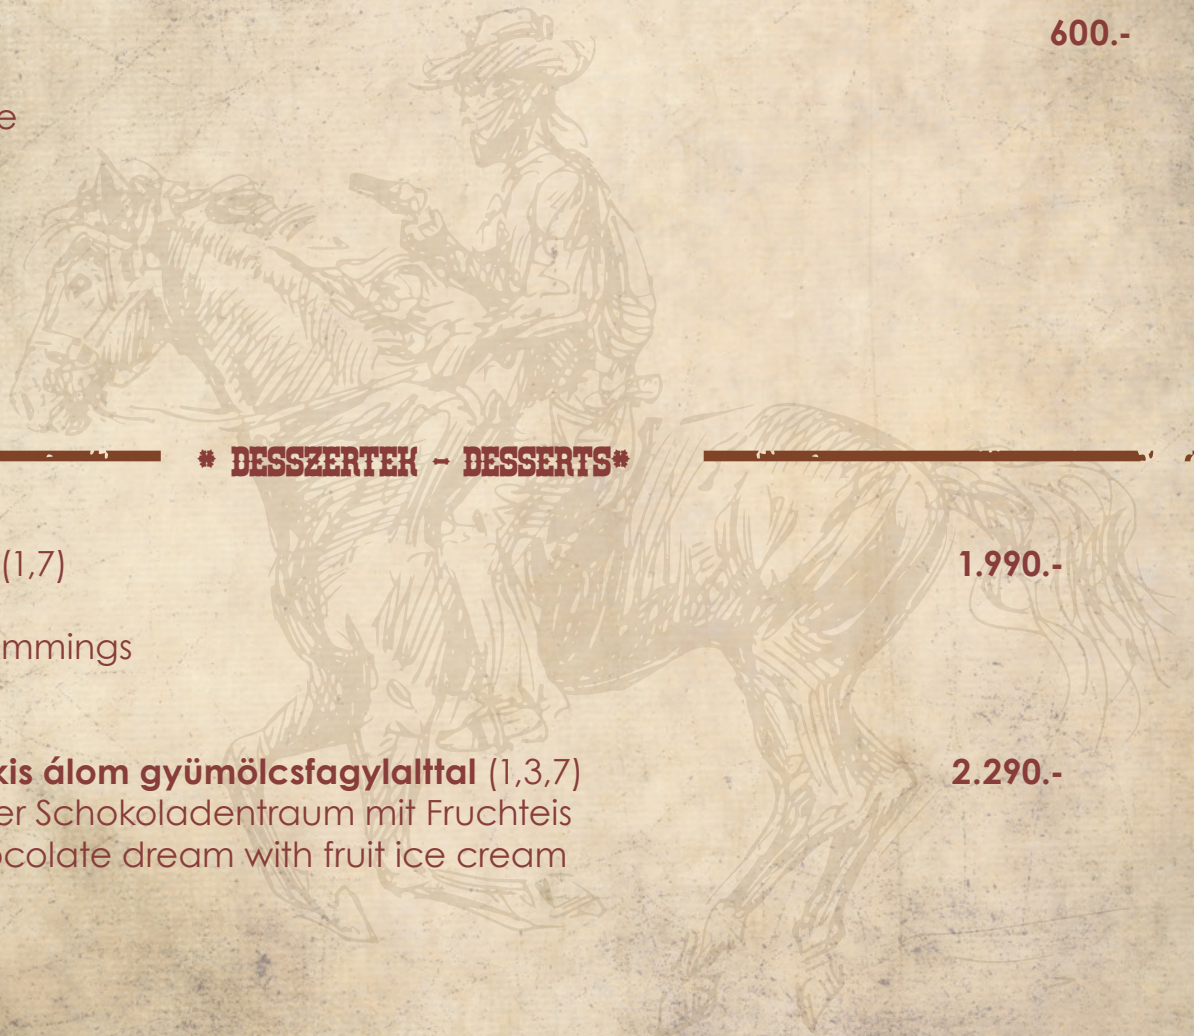 600.-
e
* DESSZERTEK - DESSERTS*
(1,7) 1.990.-
mmings
kis álom gyümölcsfagylalttal (1,3,7) 2.290.-
er Schokoladentraum mit Fruchteis
ocolate dream with fruit ice cream